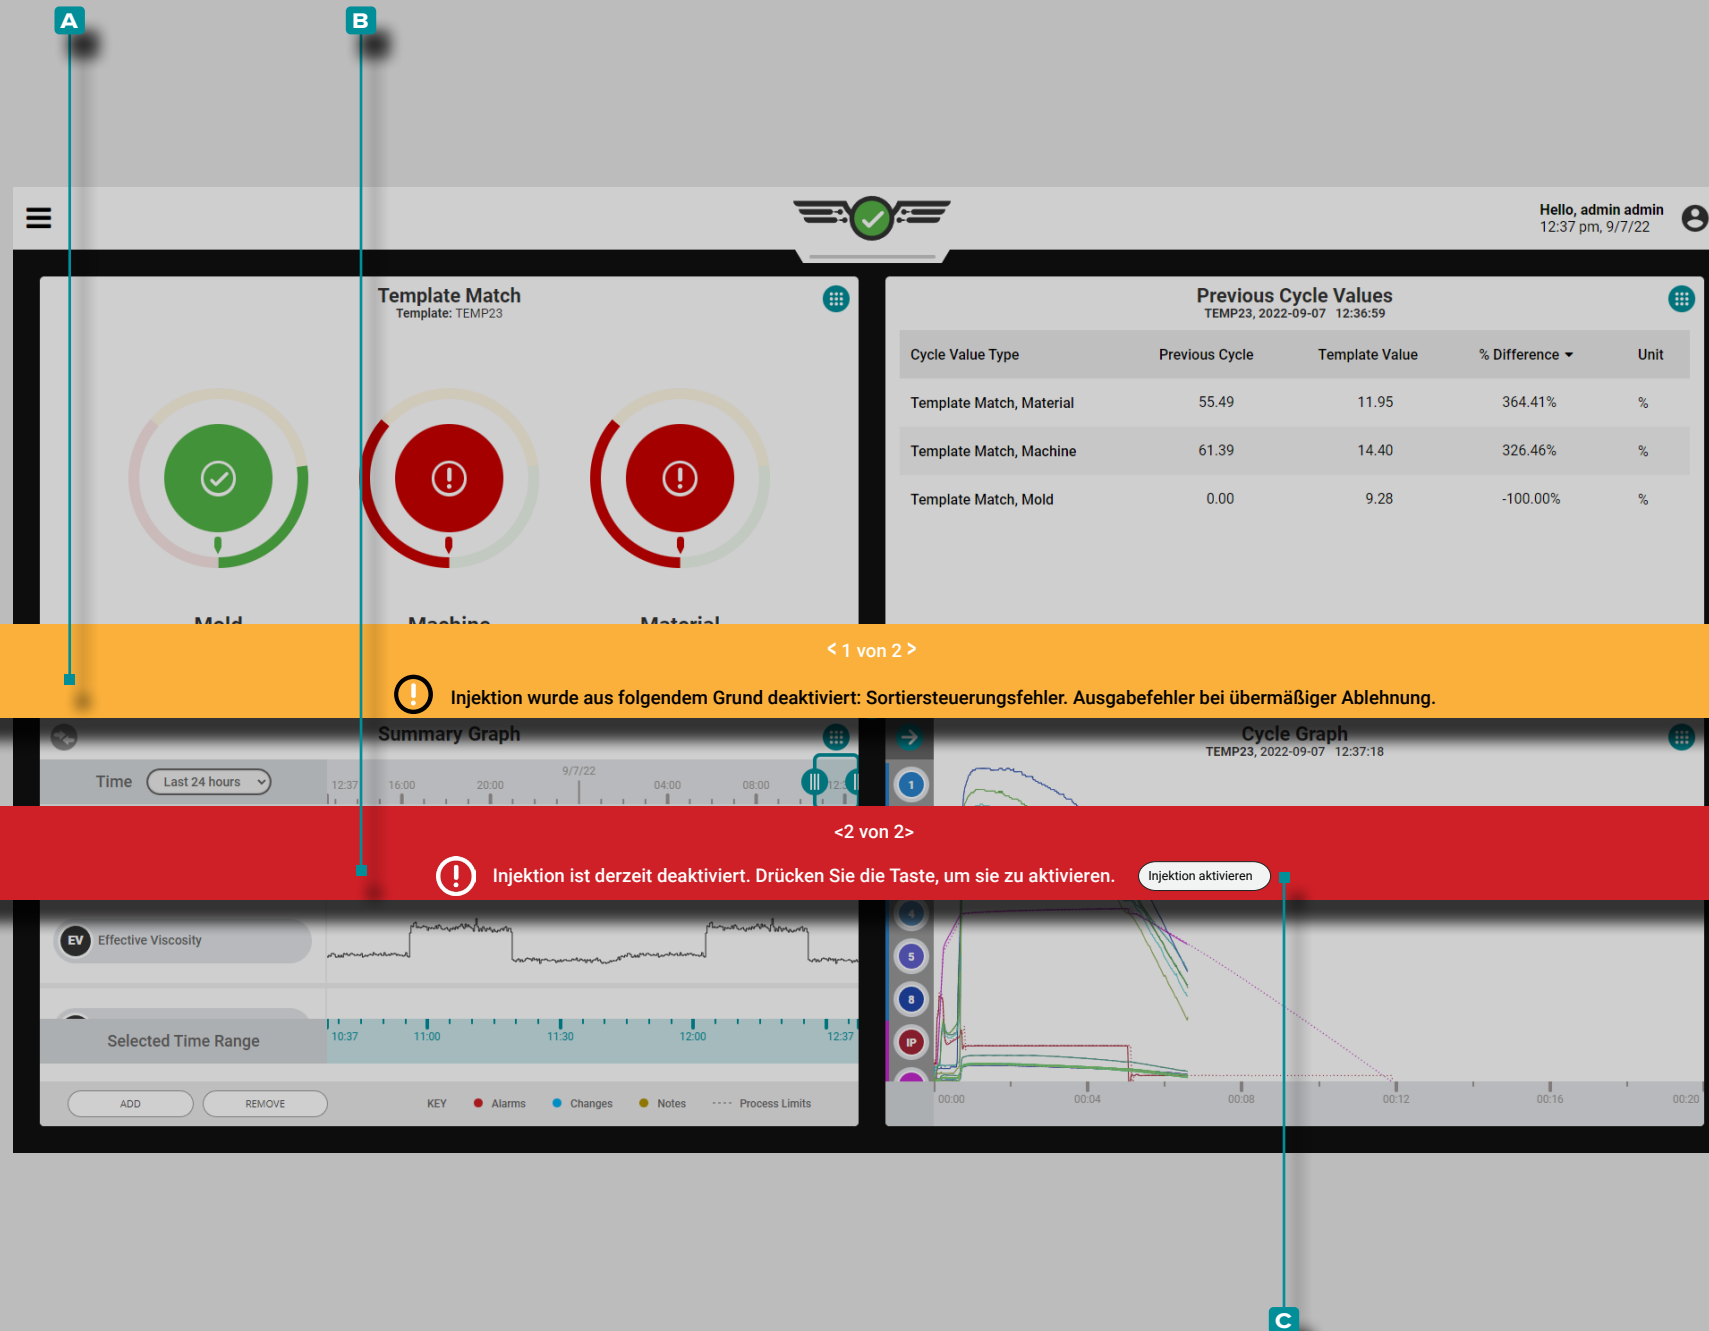 A
B
Hello, admin admin
12:37 pm, 9/7/22
Template Match
Template: TEMP23
Mold
Machine
Material
Previous Cycle Values
TEMP23, 2022-09-07 12:36:59
Cycle Value Type Previous Cycle Template Value % Difference Unit
Template Match, Material 55.49 11.95 364.41% %
Template Match, Machine 61.39 14.40 326.46% %
Template Match, Mold 0.00 9.28 -100.00% %
< 1 von 2 >
Injektion wurde aus folgendem Grund deaktiviert: Sortiersteuerungsfehler. Ausgabefehler bei übermäßiger Ablehnung.
Summary Graph
Time Last 24 hours
9/7/22
12:37 16:00 20:00 04:00 08:00
Cycle Graph
TEMP23, 2022-09-07 12:37:18
1
<2 von 2>
Injektion ist derzeit deaktiviert. Drücken Sie die Taste, um sie zu aktivieren. Injektion aktivieren
EV Effective Viscosity
Selected Time Range
10:37 11:00 11:30 12:00 12:37
ADD REMOVE KEY Alarms Changes Notes Process Limits
4
5
8
IP
00:00 00:04 00:08 00:12 00:16 00:20
C